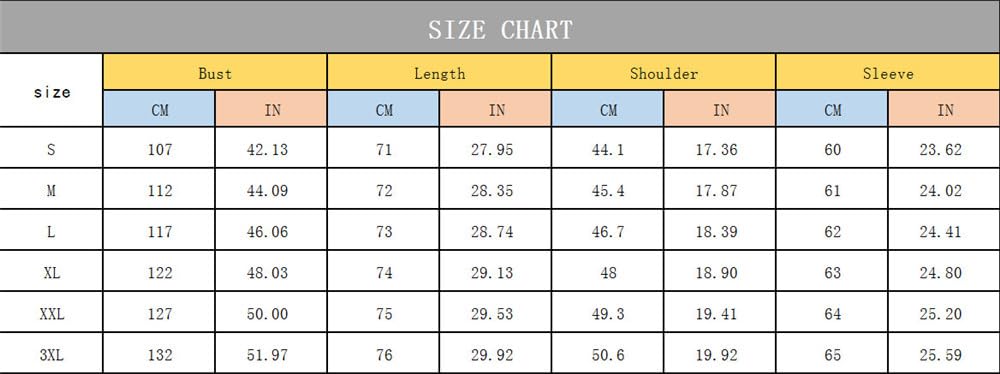 SIZE CHART
size Bust Length Shoulder Sleeve
CM IN CM IN CM IN CM IN
S 107 42.13 71 27.95 44.1 17.36 60 23.62
M 112 44.09 72 28.35 45.4 17.87 61 24.02
L 117 46.06 73 28.74 46.7 18.39 62 24.41
XL 122 48.03 74 29.13 48 18.90 63 24.80
XXL 127 50.00 75 29.53 49.3 19.41 64 25.20
3XL 132 51.97 76 29.92 50.6 19.92 65 25.59